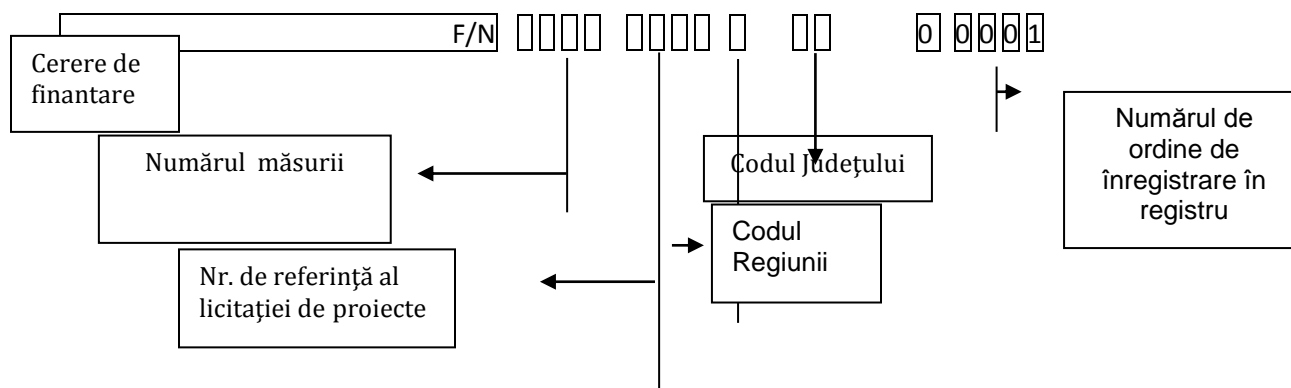 F/N 0 0001
Cerere de
finantare
Numărul măsurii
Codul Județului
Numărul de
ordine de
înregistrare în
registru
Codul
Regiunii
Nr. de referință al
licitației de proiecte